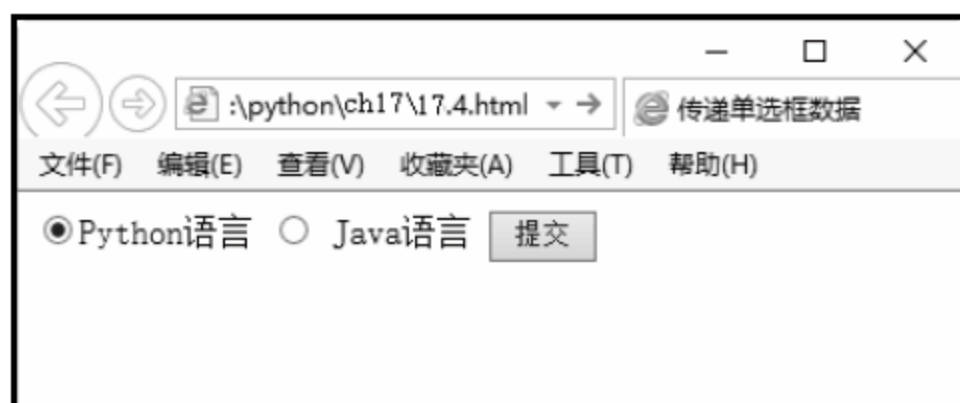 :\python\ch17\17.4.html 传递单选框数据
文件(F) 编辑(E) 查看(V) 收藏夹(A) 工具(T) 帮助(H)
Python语言 Java语言 提交